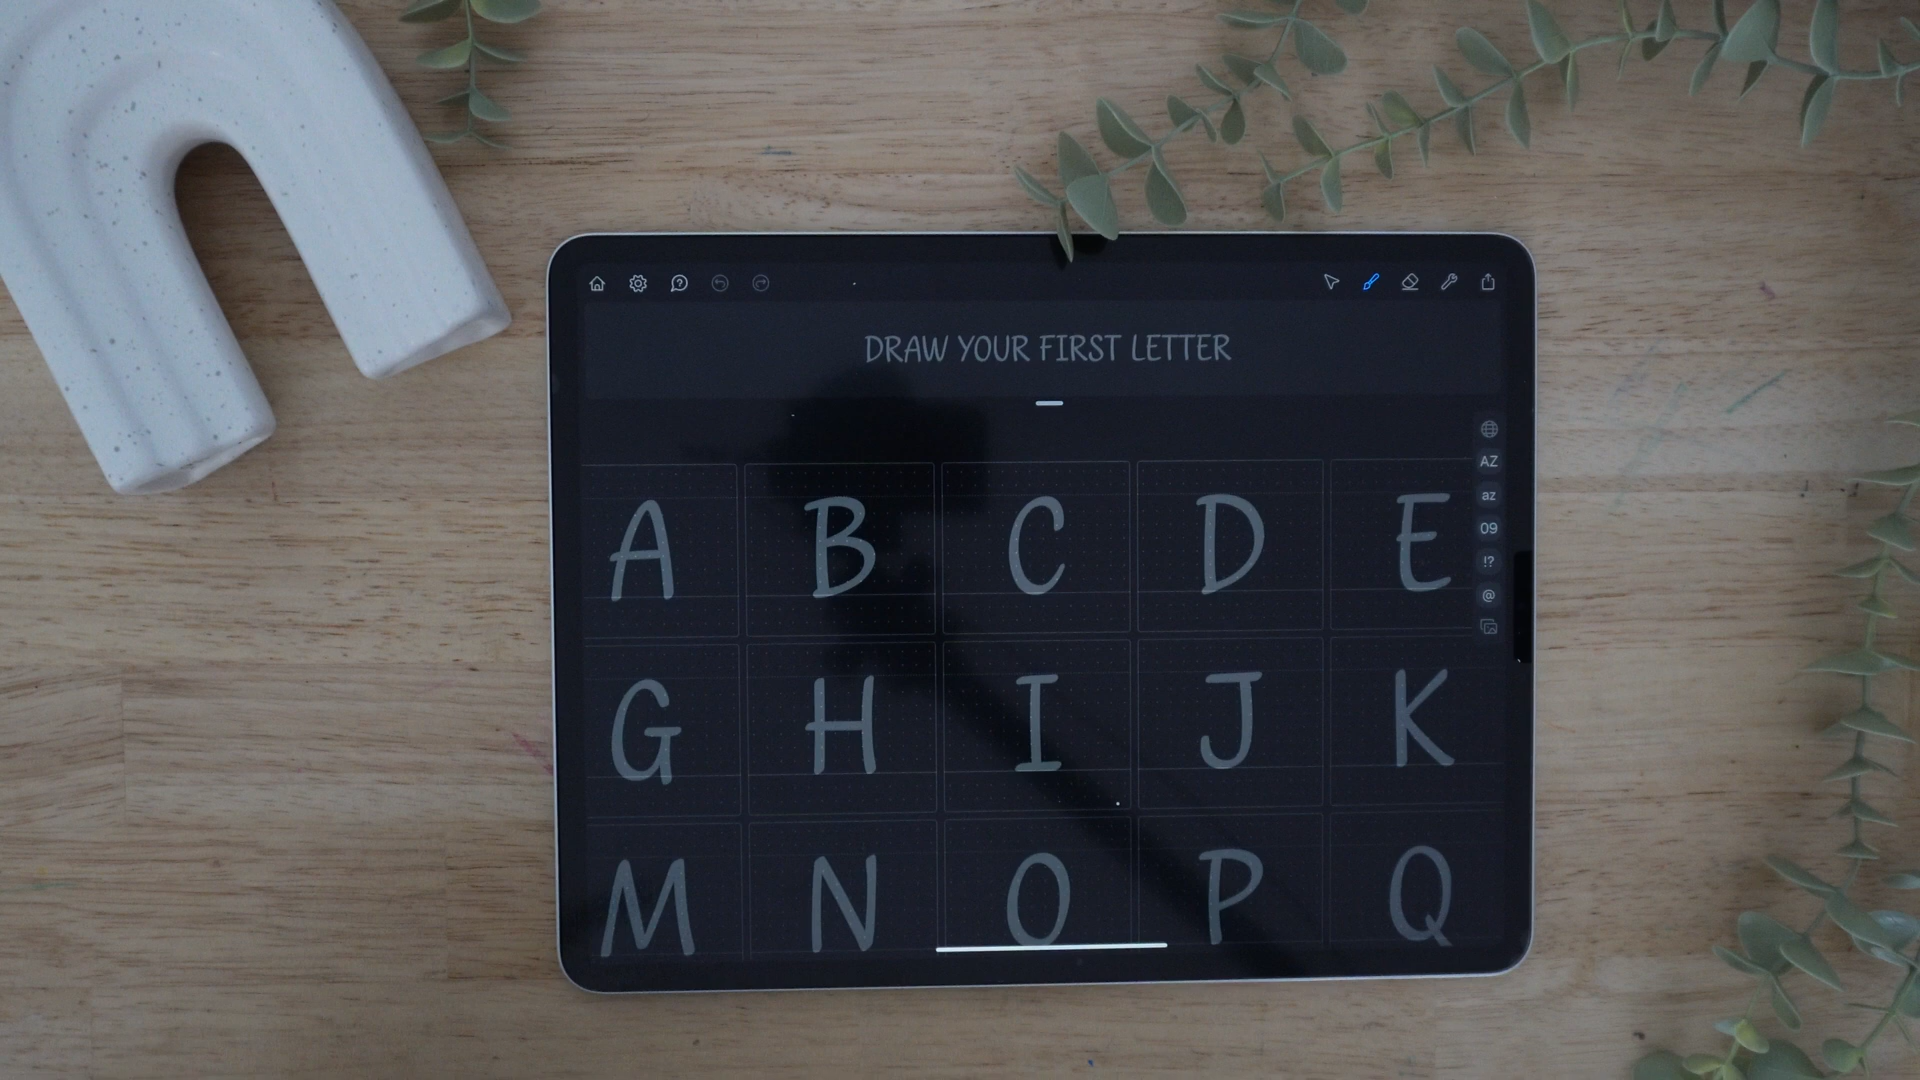 DRAW YOUR FIRST LETTER
AZ
A B C D E
az
09
!?
@
G H I J K
M N O P Q